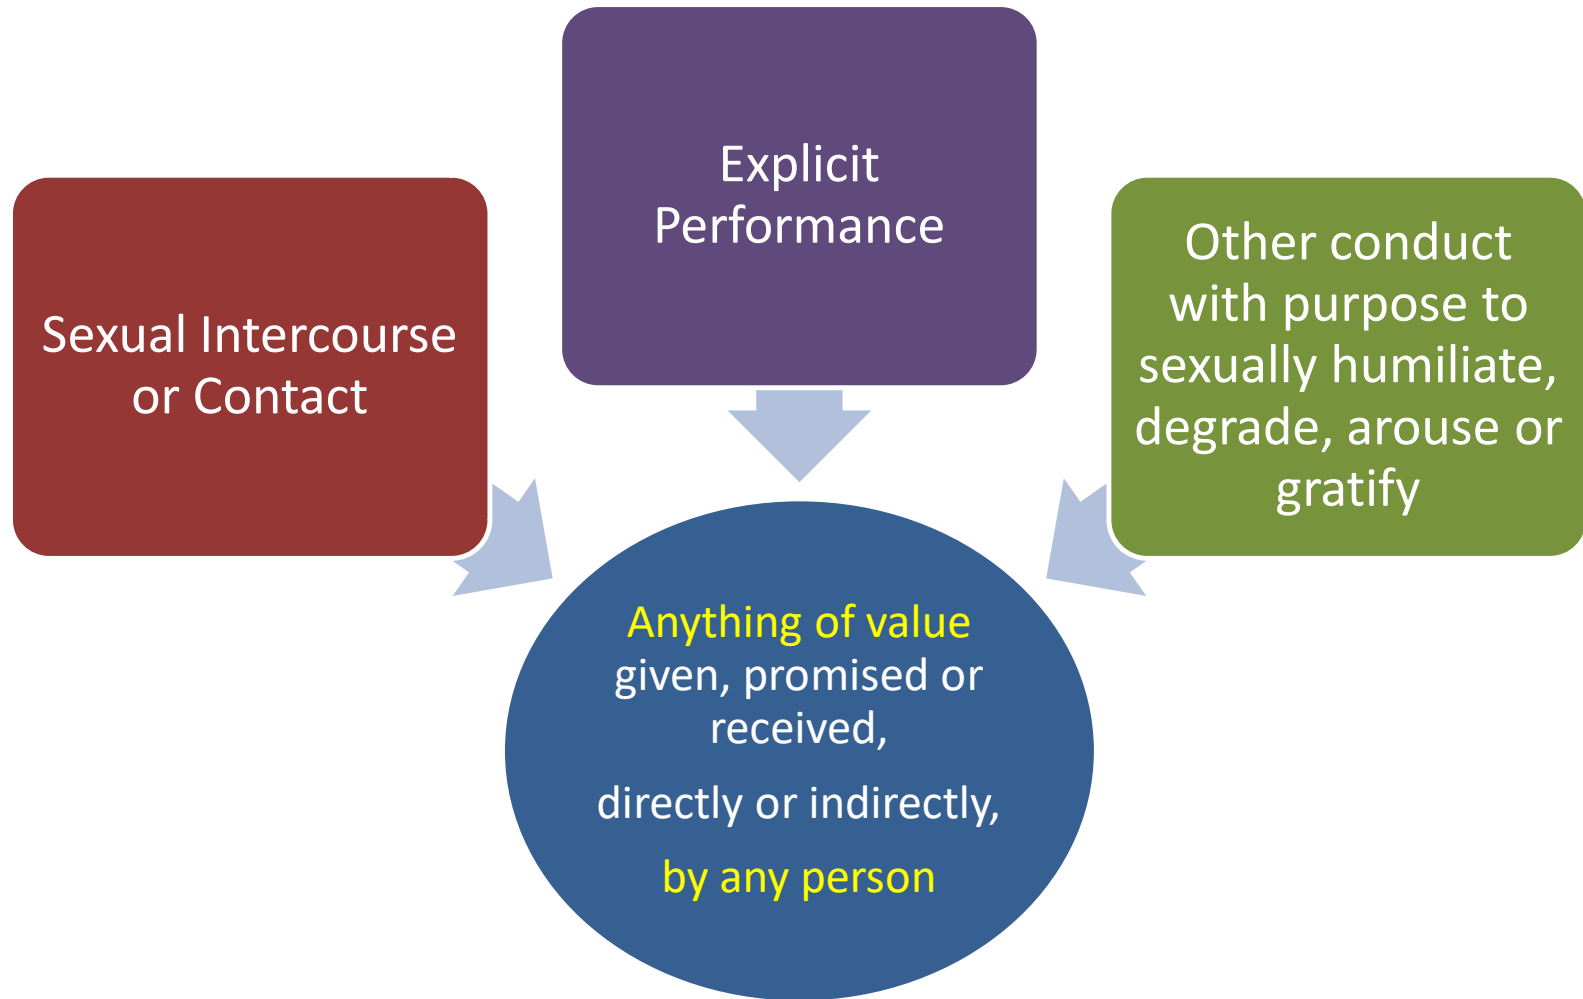 Explicit
Performance
Sexual Intercourse
or Contact
Other conduct
with purpose to
sexually humiliate,
degrade, arouse or
gratify
Anything of value
given, promised or
received,
directly or indirectly,
by any person